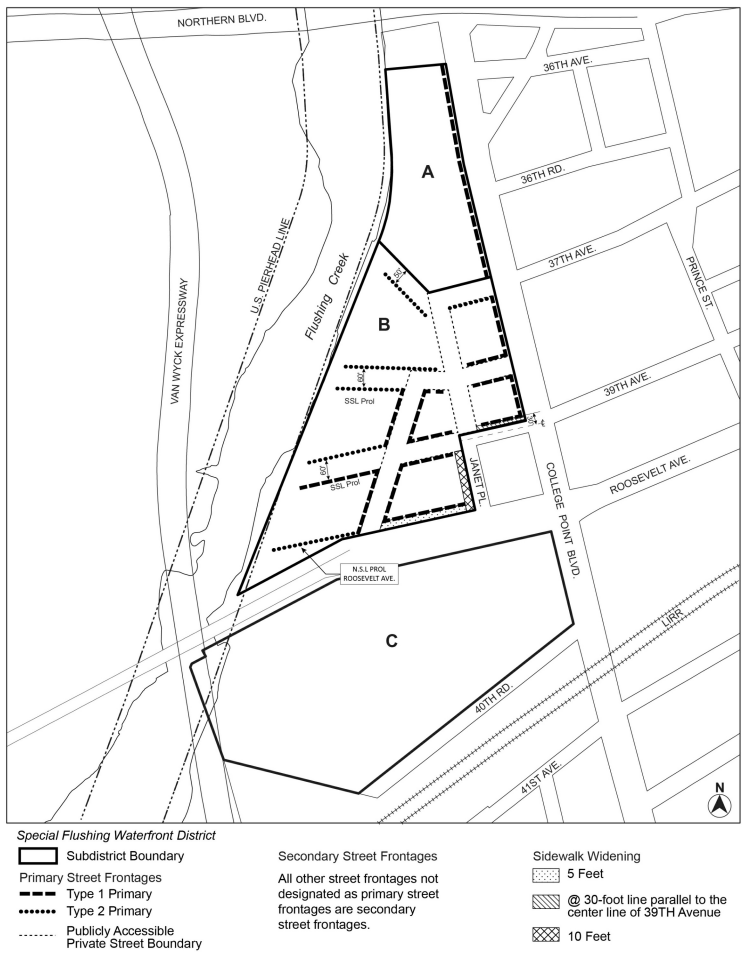 NORTHERN BLVD.
36TH AVE.
A
36TH RD.
U.S. PIERHEAD LINE
37TH AVE.
PRINCE ST.
50'
Flushing Creek
B
VAN WYCK EXPRESSWAY
60'
SSL Prol
39TH AVE.
30'
60'
SSL Prol
JANET PL.
COLLEGE POINT BLVD.
ROOSEVELT AVE.
N.S.L PROL
ROOSEVELT AVE.
C
LIRR
40TH RD.
41ST AVE.
N
Special Flushing Waterfront District
Subdistrict Boundary
Primary Street Frontages
Type 1 Primary
Type 2 Primary
Publicly Accessible
Private Street Boundary
Secondary Street Frontages
All other street frontages not
designated as primary street
frontages are secondary
street frontages.
Sidewalk Widening
5 Feet
@ 30-foot line parallel to the
center line of 39TH Avenue
10 Feet